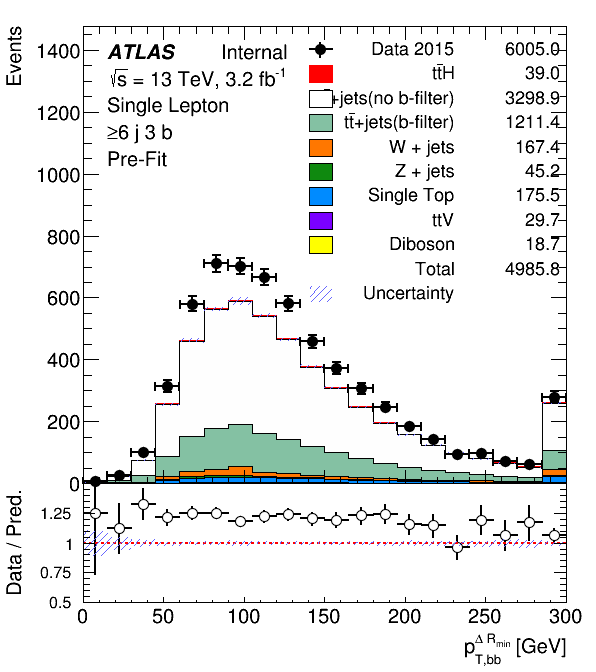 Events
1400
1200
1000
800
600
400
200
0
ATLAS Internal
√s = 13 TeV, 3.2 fb⁻¹
Single Lepton
≥6 j 3 b
Pre-Fit
Data 2015 6005.0
tt̄H 39.0
+jets(no b-filter) 3298.9
tt̄+jets(b-filter) 1211.4
W + jets 167.4
Z + jets 45.2
Single Top 175.5
ttV 29.7
Diboson 18.7
Total 4985.8
Uncertainty
Data / Pred.
1.25
1
0.75
0.5
0 50 100 150 200 250 300
p_{T,bb}^{Δ R_{min}} [GeV]